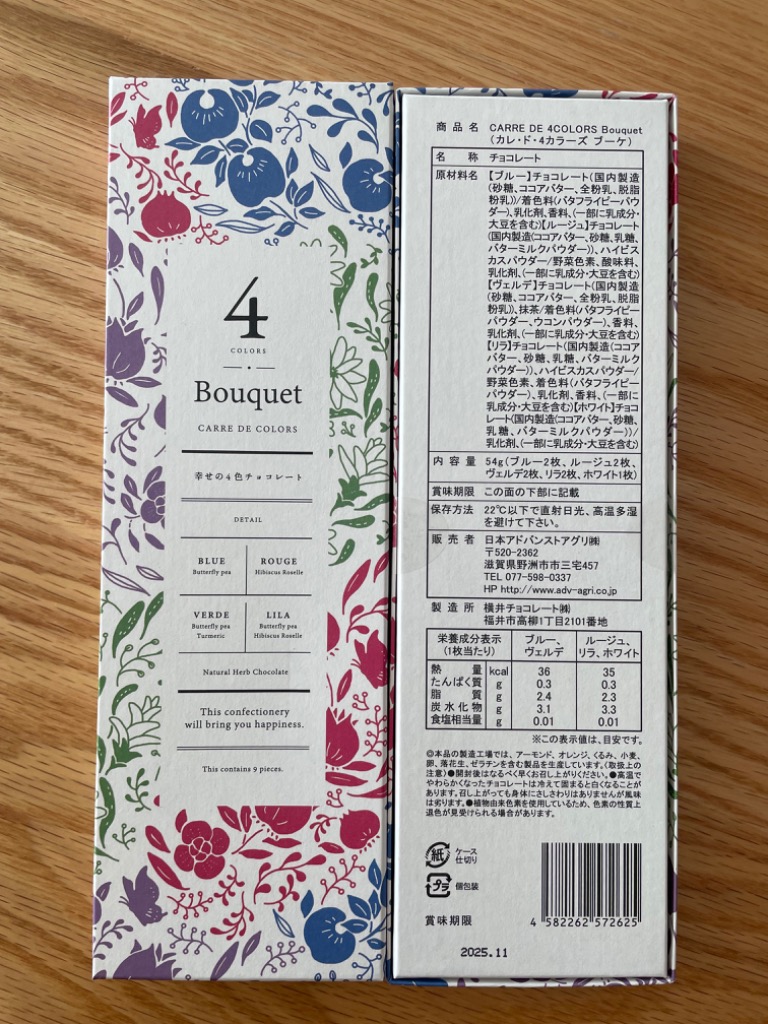 4
COLORS
Bouquet
CARRE DE COLORS
幸せの4色チョコレート
DETAIL
BLUE
Butterfly pea
ROUGE
Hibiscus Roselle
VERDE
Butterfly pea
Turmeric
LILA
Butterfly pea
Hibiscus Roselle
Natural Herb Chocolate
This confectionery
will bring you happiness.
This contains 9 pieces.
商品名 CARRE DE 4COLORS Bouquet
(カレ・ド・4カラーズ ブーケ)
名称 チョコレート
原材料名 【ブルー】チョコレート(国内製造
(砂糖、ココアバター、全粉乳、脱脂
粉乳))/着色料(バタフライピーパウ
ダー)、乳化剤、香料、(一部に乳成分・
大豆を含む)【ルージュ】チョコレート
(国内製造(ココアバター、砂糖、乳糖、
バターミルクパウダー))、ハイビス
カスパウダー/野菜色素、酸味料、
乳化剤、(一部に乳成分・大豆を含む)
【ヴェルデ】チョコレート(国内製造
(砂糖、ココアバター、全粉乳、脱脂
粉乳))、抹茶/着色料(バタフライピー
パウダー、ウコンパウダー)、香料、
乳化剤、(一部に乳成分・大豆を含む)
【リラ】チョコレート(国内製造(ココア
バター、砂糖、乳糖、バターミルク
パウダー))、ハイビスカスパウダー/
野菜色素、着色料(バタフライピー
パウダー)、乳化剤、香料、(一部に
乳成分・大豆を含む)【ホワイト】チョコ
レート(国内製造(ココアバター、砂糖、
乳糖、バターミルクパウダー))/
乳化剤、(一部に乳成分・大豆を含む)
内容量 54g(ブルー2枚、ルージュ2枚、
ヴェルデ2枚、リラ2枚、ホワイト1枚)
賞味期限 この面の下部に記載
保存方法 22℃以下で直射日光、高温多湿
を避けて下さい。
販売者 日本アドバンストアグリ㈱
〒520-2362
滋賀県野洲市市三宅457
TEL 077-598-0337
HP http://www.adv-agri.co.jp
製造所 横井チョコレート㈱
福井市高柳1丁目2101番地
栄養成分表示
(1枚当たり)
ブルー、
ヴェルデ
ルージュ、
リラ、ホワイト
熱量 kcal 36 35
たんぱく質 g 0.3 0.3
脂質 g 2.4 2.3
炭水化物 g 3.1 3.3
食塩相当量 g 0.01 0.01
※この表示値は、目安です。
◎本品の製造工場では、アーモンド、オレンジ、くるみ、小麦、
卵、落花生、ゼラチンを含む製品を製造しています。〈取扱上の
注意〉●開封後はなるべく早くお召し上がりください。●高温で
やわらかくなったチョコレートは冷えて固まると白くなることが
あります。召し上がっても身体にさしさわりはありませんが風味
は劣ります。●植物由来色素を使用しているため、色素の性質上
退色が見受けられる場合があります。
紙 ケース
仕切り
プラ 個包装
賞味期限
4 582262 572625
2025.11